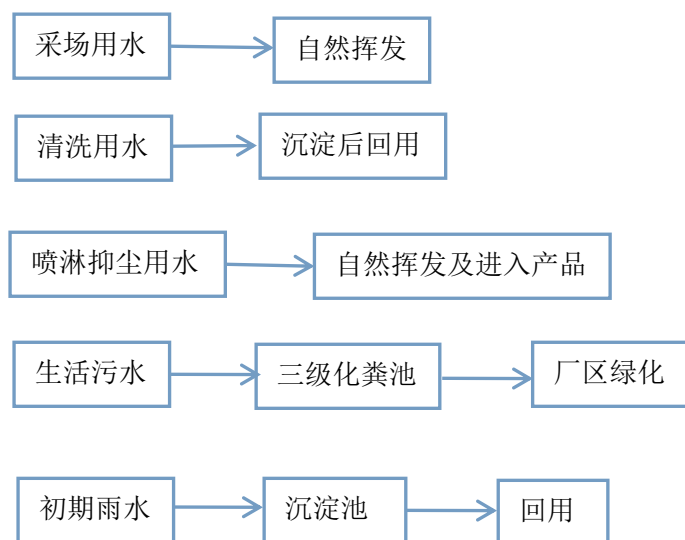 采场用水
自然挥发
清洗用水
沉淀后回用
喷淋抑尘用水
自然挥发及进入产品
生活污水
三级化粪池
厂区绿化
初期雨水
沉淀池
回用